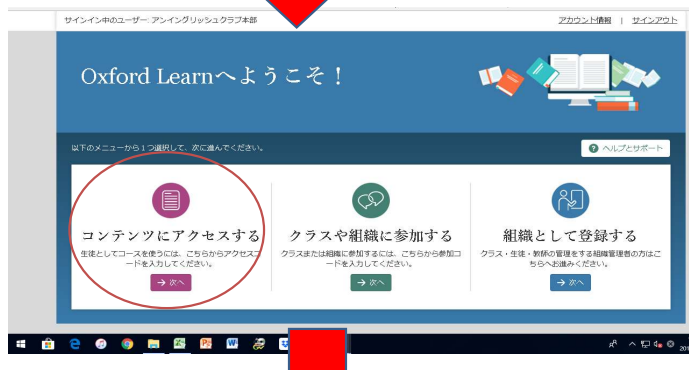 サインイン中のユーザー: アンイングリッシュクラブ本部
アカウント情報 | サインアウト
Oxford Learnへようこそ！
以下のメニューから1つ選択して、次に進んでください。
? ヘルプとサポート
コンテンツにアクセスする
生徒としてコースを使うには、こちらからアクセスコ
ードを入力してください。
→ 次へ
クラスや組織に参加する
クラスまたは組織に参加するには、こちらから参加コ
ードを入力してください。
→ 次へ
組織として登録する
クラス・生徒・教師の管理をする組織管理者の方はこ
ちらへお進みください。
→ 次へ
201